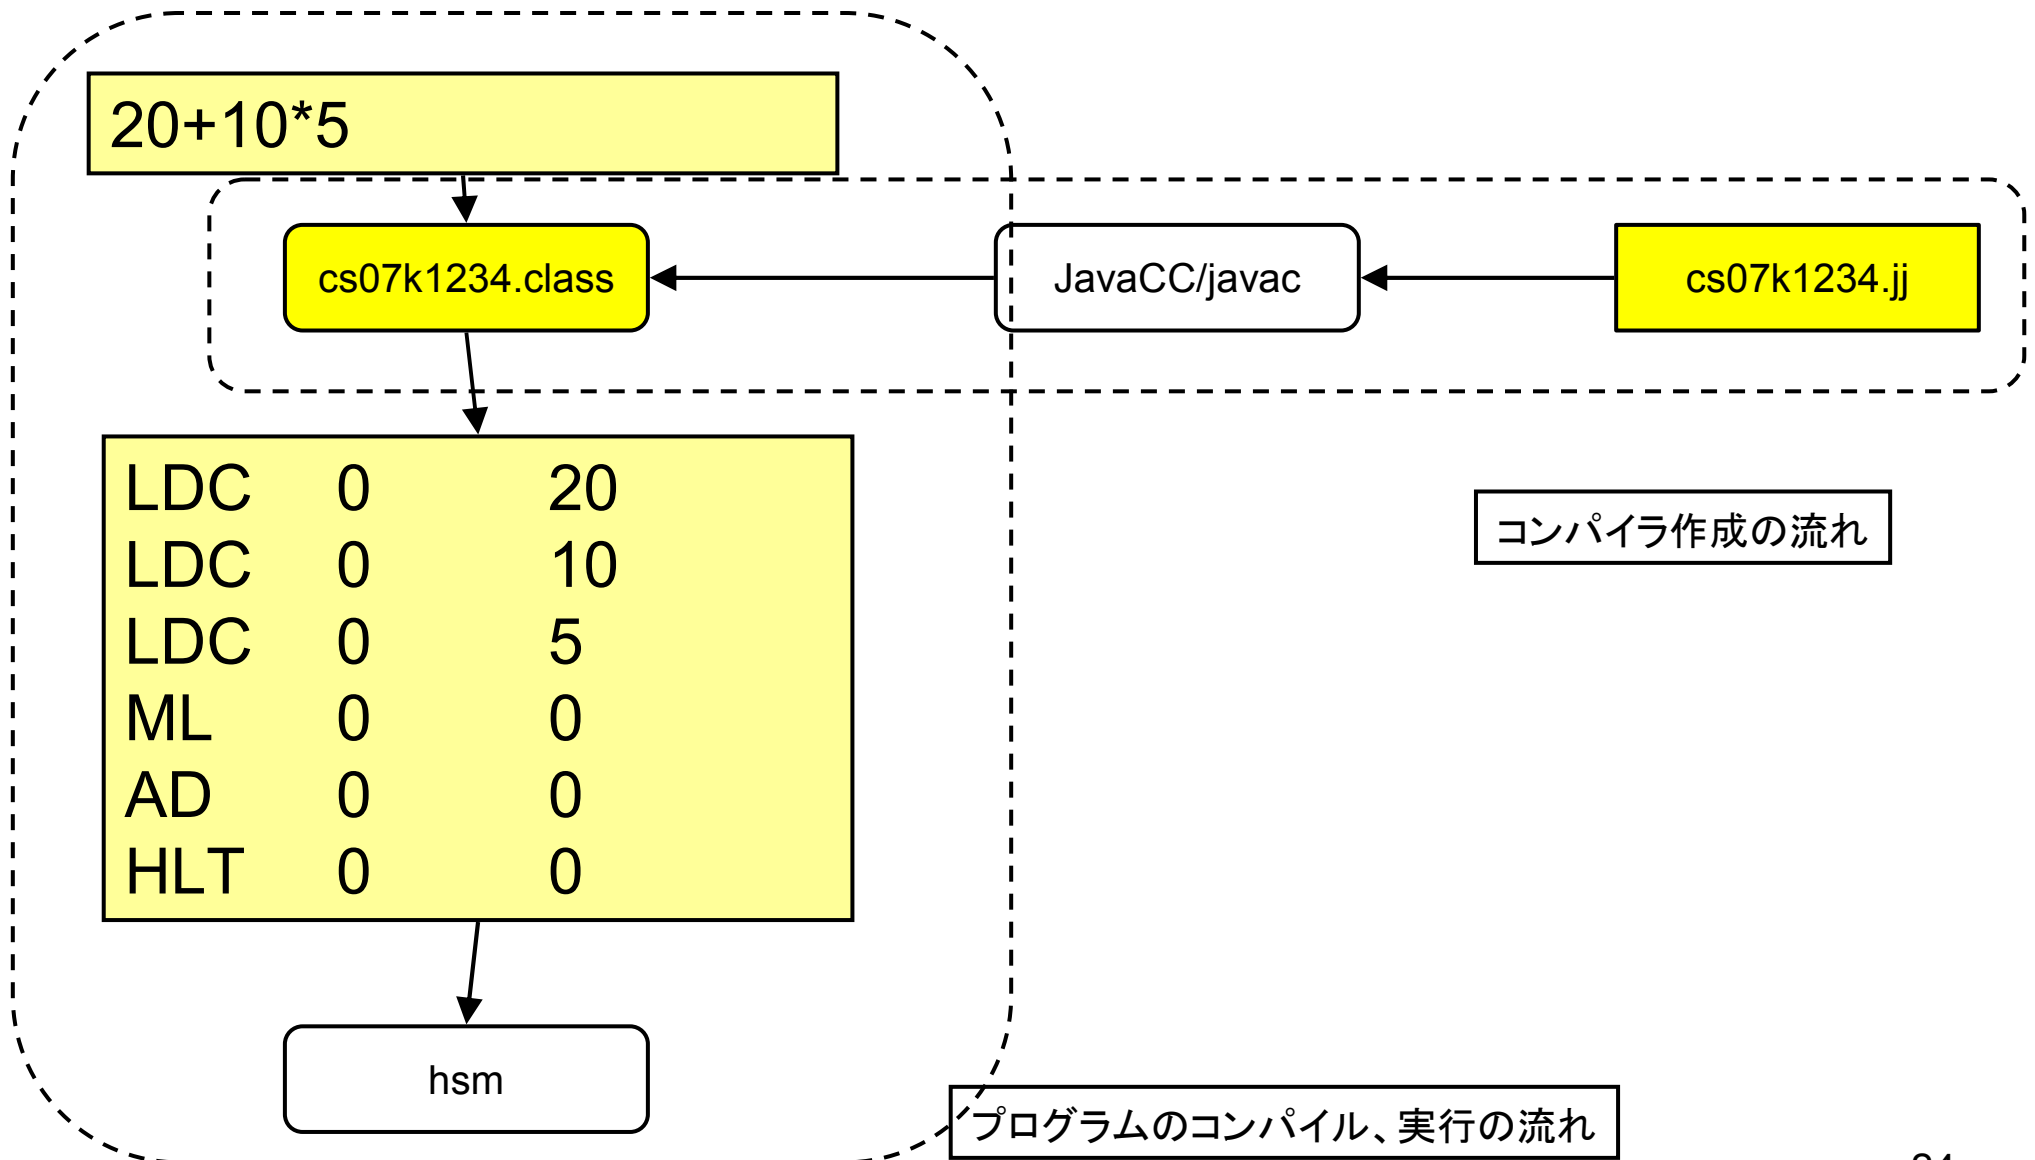 20+10*5
cs07k1234.class
JavaCC/javac
cs07k1234.jj
LDC 0 20
LDC 0 10
LDC 0 5
ML 0 0
AD 0 0
HLT 0 0
コンパイラ作成の流れ
hsm
プログラムのコンパイル、実行の流れ